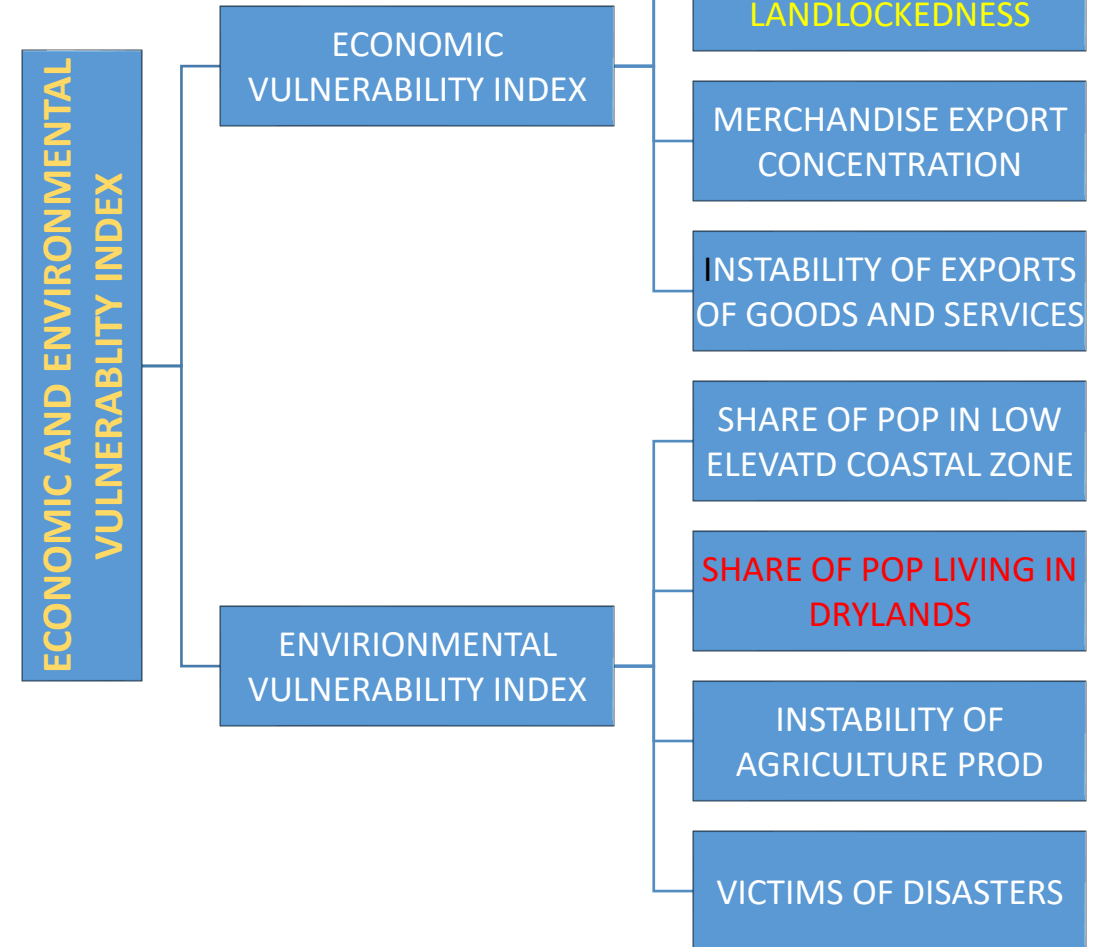 ECONOMIC AND ENVIRONMENTAL
VULNERABLITY INDEX
ECONOMIC
VULNERABILITY INDEX
LANDLOCKEDNESS
MERCHANDISE EXPORT
CONCENTRATION
INSTABILITY OF EXPORTS
OF GOODS AND SERVICES
ENVIRIONMENTAL
VULNERABILITY INDEX
SHARE OF POP IN LOW
ELEVATD COASTAL ZONE
SHARE OF POP LIVING IN
DRYLANDS
INSTABILITY OF
AGRICULTURE PROD
VICTIMS OF DISASTERS